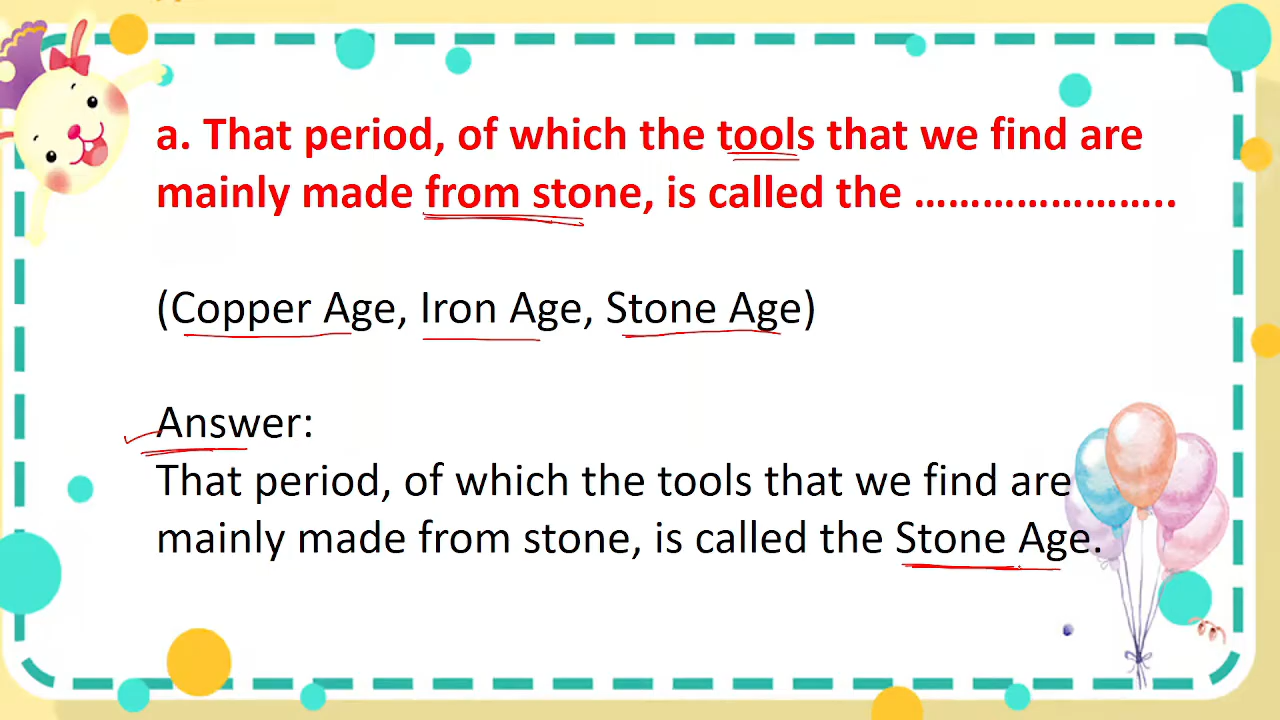 a. That period, of which the tools that we find are
mainly made from stone, is called the ........................
(Copper Age, Iron Age, Stone Age)
Answer:
That period, of which the tools that we find are
mainly made from stone, is called the Stone Age.